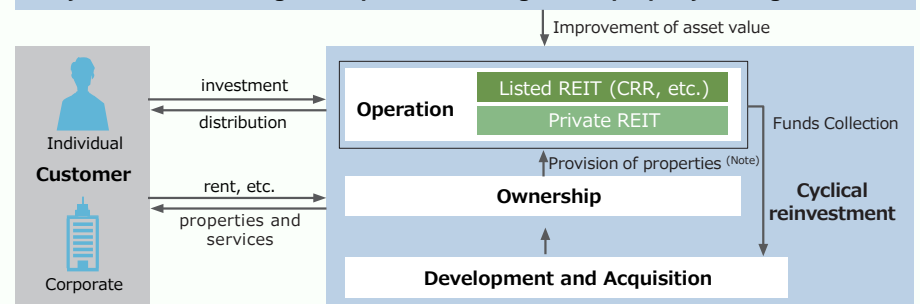 Improvement of asset value
investment
distribution
Individual
Customer
rent, etc.
properties and
services
Corporate
Operation
Listed REIT (CRR, etc.)
Private REIT
Funds Collection
Provision of properties (Note)
Ownership
Cyclical
reinvestment
Development and Acquisition